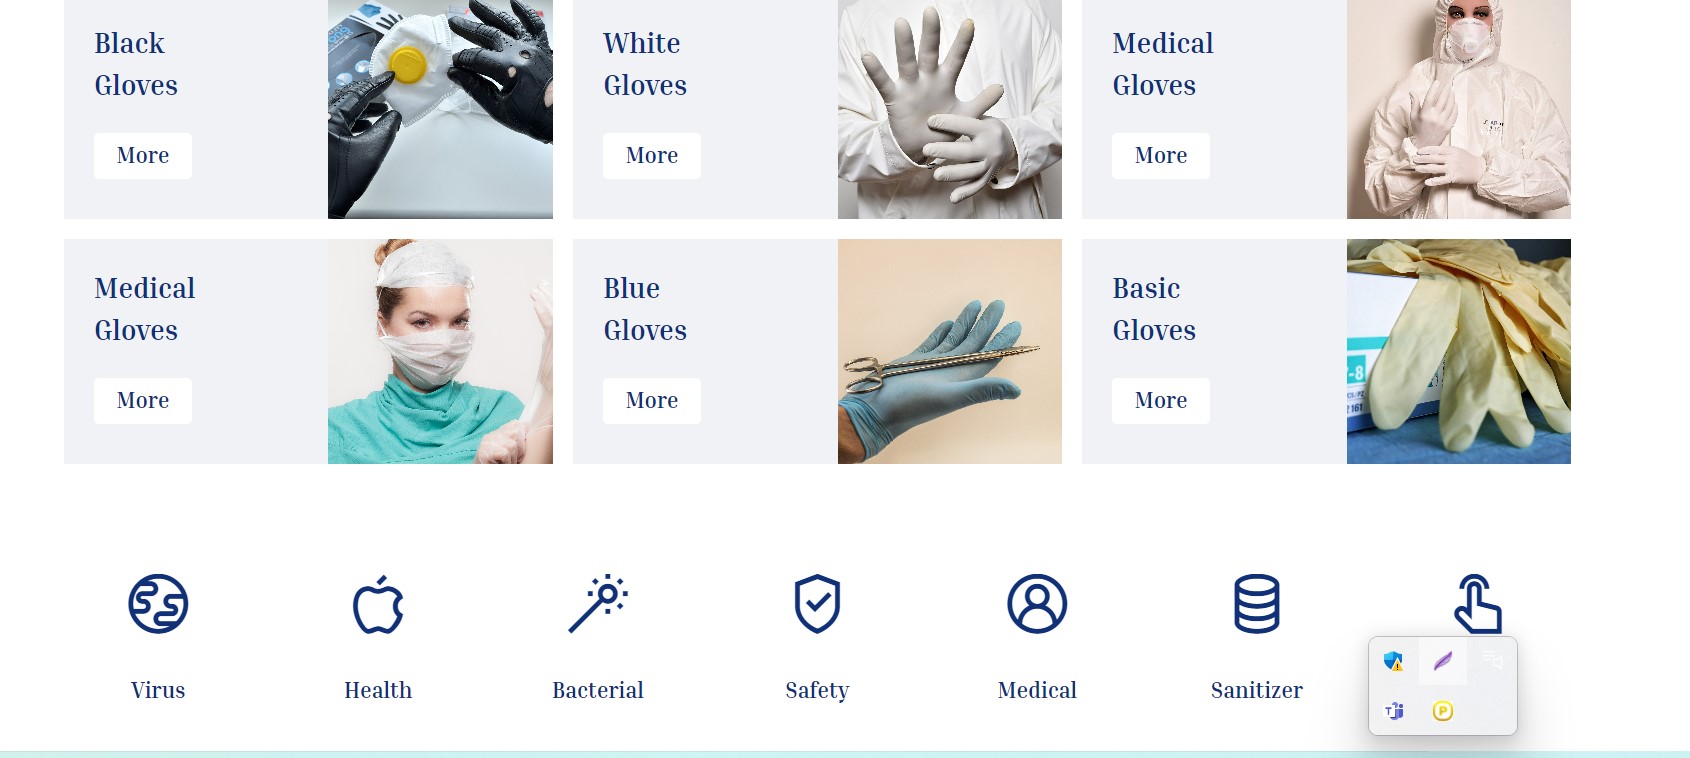 Black
Gloves
More
White
Gloves
More
Medical
Gloves
More
Medical
Gloves
More
Blue
Gloves
More
Basic
Gloves
More
Virus
Health
Bacterial
Safety
Medical
Sanitizer